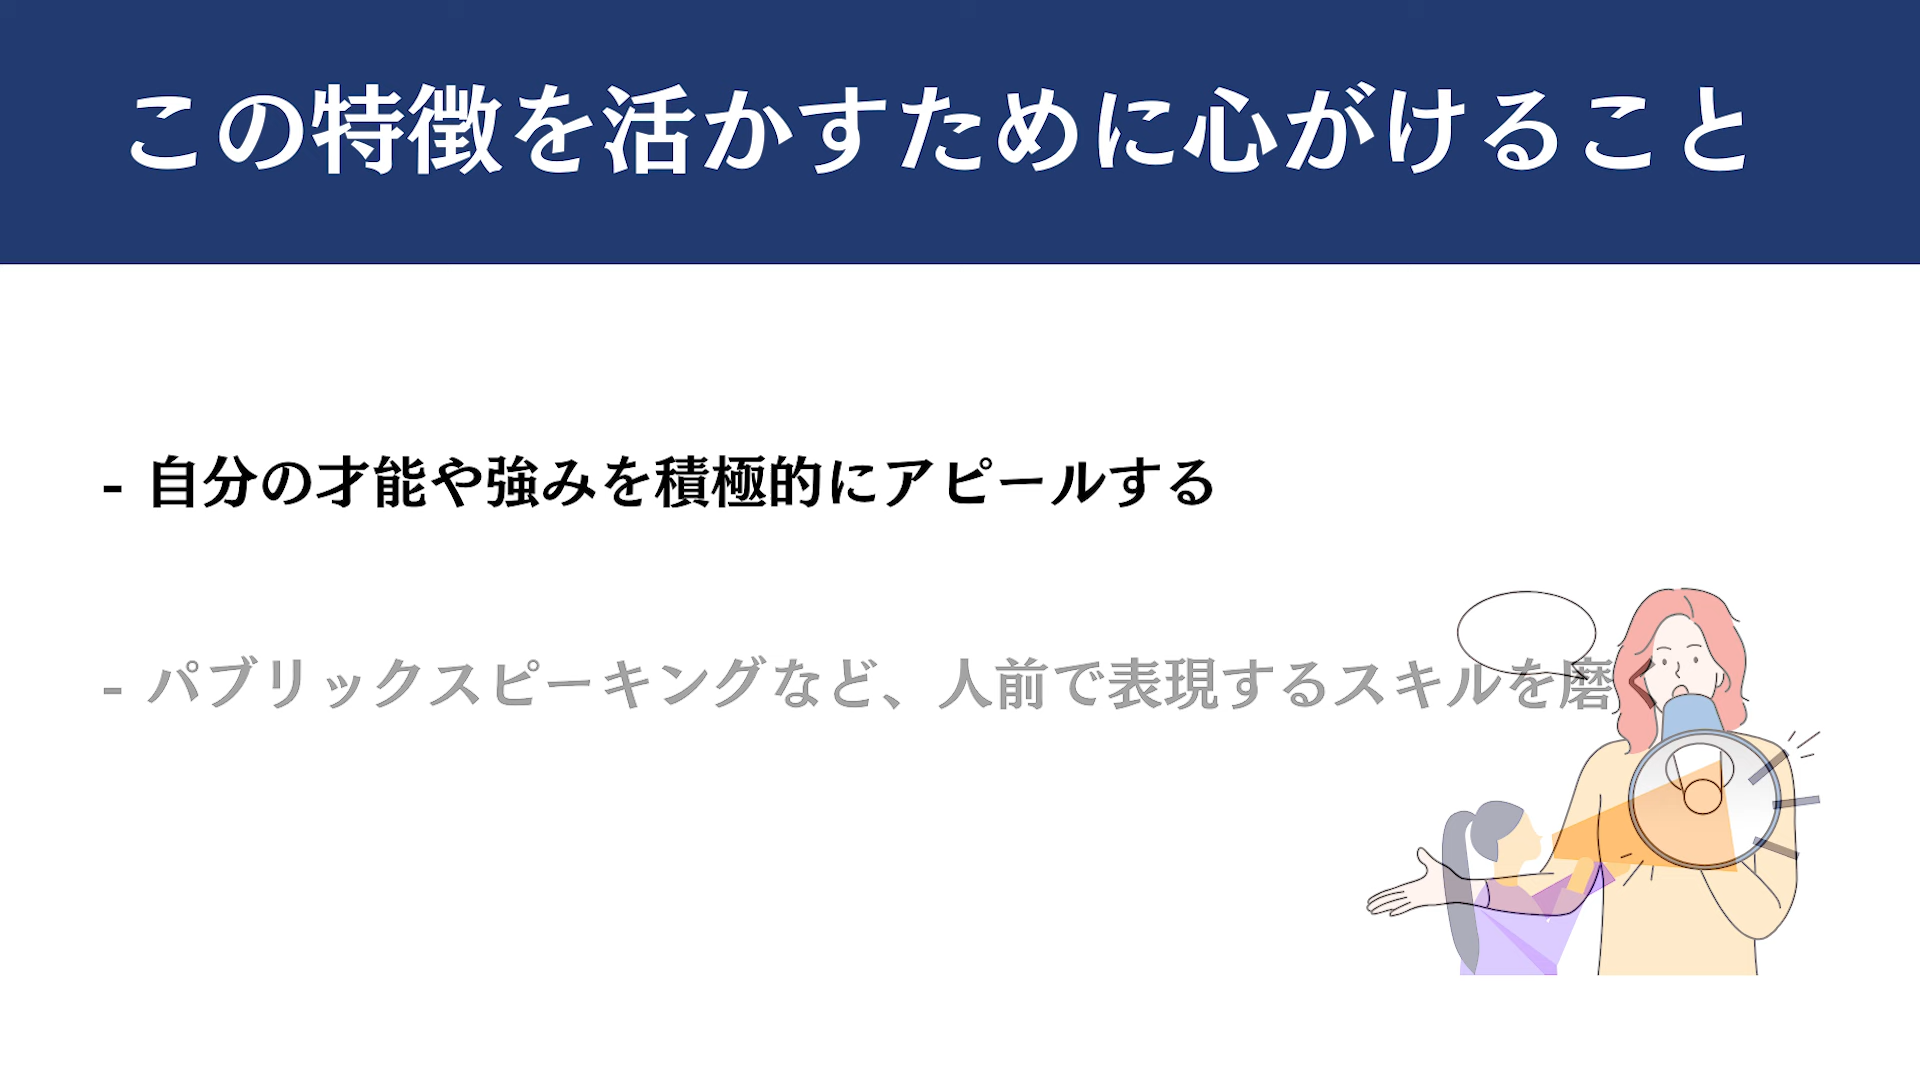 この特徴を活かすために心がけること
- 自分の才能や強みを積極的にアピールする
- パブリックスピーキングなど、人前で表現するスキルを磨く